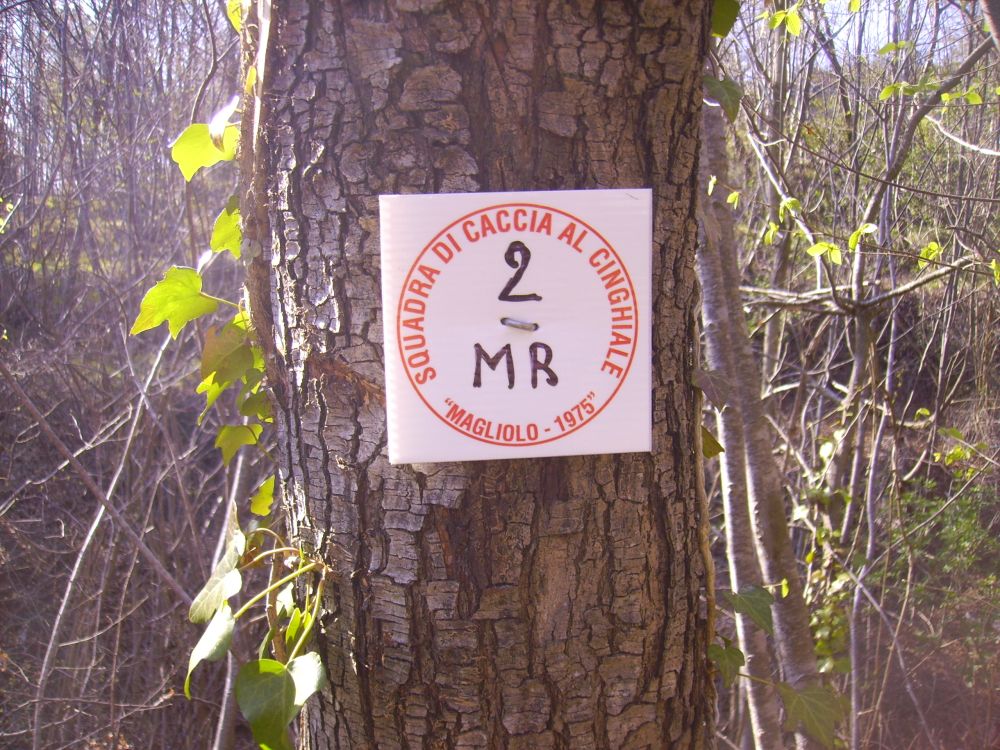 SQUADRA DI CACCIA AL CINGHIALE
2
MR
"MAGLIOLO - 1975"